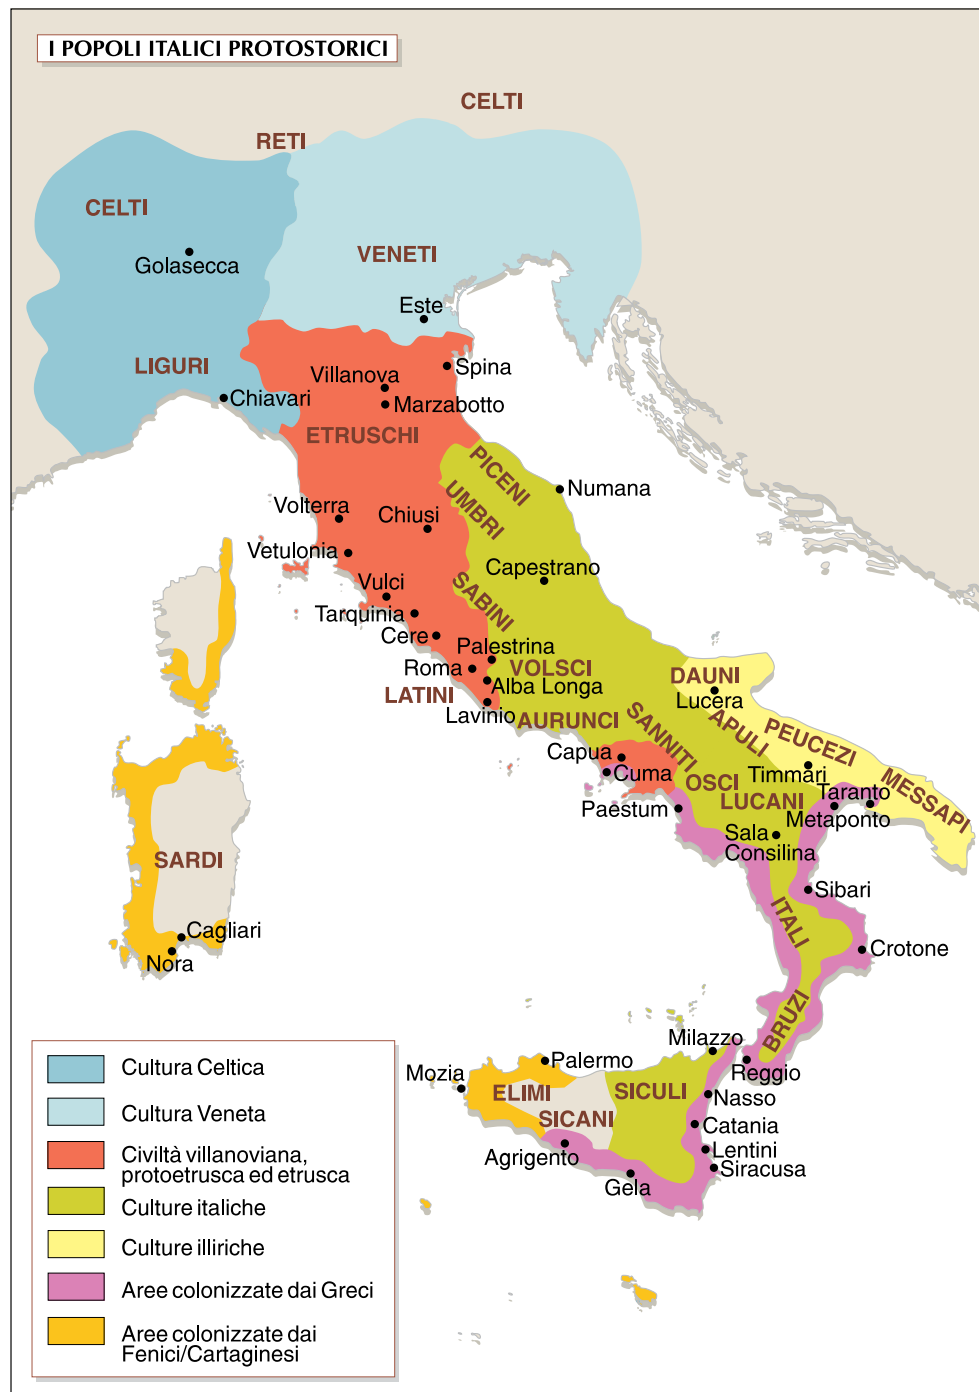 I POPOLI ITALICI PROTOSTORICI
CELTI
RETI
CELTI
Golasecca
VENETI
Este
LIGURI
Chiavari
Villanova
Spina
Marzabotto
ETRUSCHI
PICENI
Numana
UMBRI
Volterra
Chiusi
Vetulonia
Capestrano
Vulci
SABINI
Tarquinia
Cere
Palestrina
Roma
VOLSCI
Alba Longa
LATINI
Lavinio
AURUNCI
DAUNI
Lucera
SANNITI
APULI
PEUCEZI
MESSAPI
Capua
Cuma
OSCI
Timmari
LUCANI
Taranto
Paestum
Metaponto
Sala
Consilina
SARDI
Sibari
ITALI
Cagliari
Nora
Crotone
BRUZI
Milazzo
Reggio
Palermo
Mozia
ELIMI
SICULI
Nasso
SICANI
Catania
Agrigento
Lentini
Siracusa
Gela
Cultura Celtica
Cultura Veneta
Civiltà villanoviana,
protoetrusca ed etrusca
Culture italiche
Culture illiriche
Aree colonizzate dai Greci
Aree colonizzate dai
Fenici/Cartaginesi